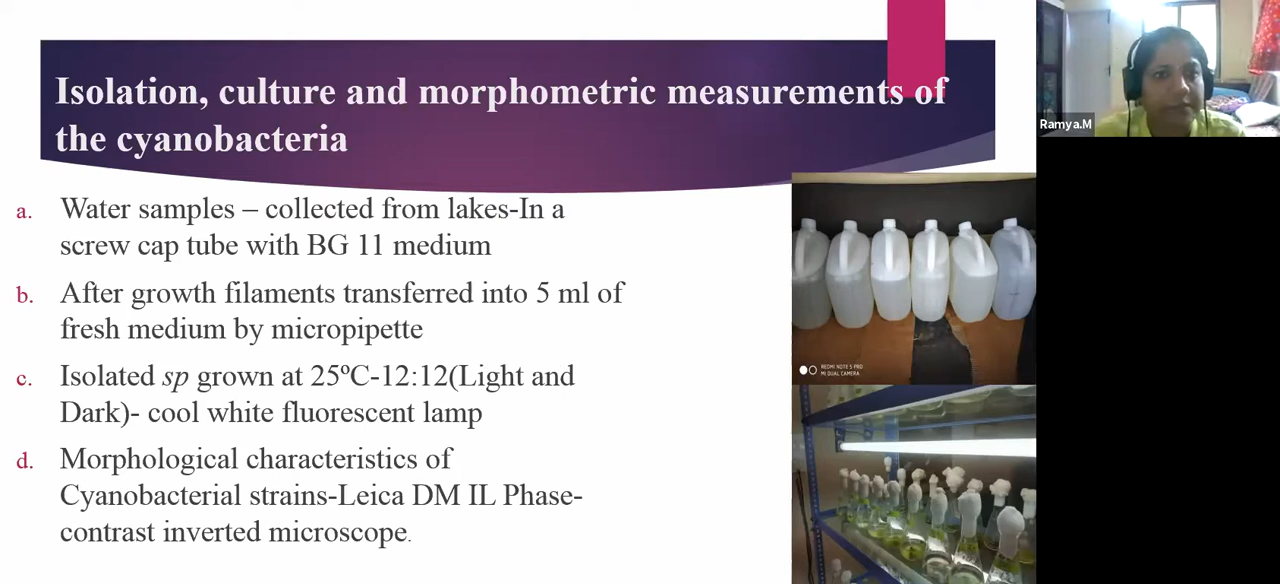 Isolation, culture and morphometric measurements of
the cyanobacteria
a. Water samples – collected from lakes-In a
screw cap tube with BG 11 medium
b. After growth filaments transferred into 5 ml of
fresh medium by micropipette
c. Isolated sp grown at 25ºC-12:12(Light and
Dark)- cool white fluorescent lamp
d. Morphological characteristics of
Cyanobacterial strains-Leica DM IL Phase-
contrast inverted microscope.
REDMI NOTE 5 PRO
MI DUAL CAMERA
Ramya.M